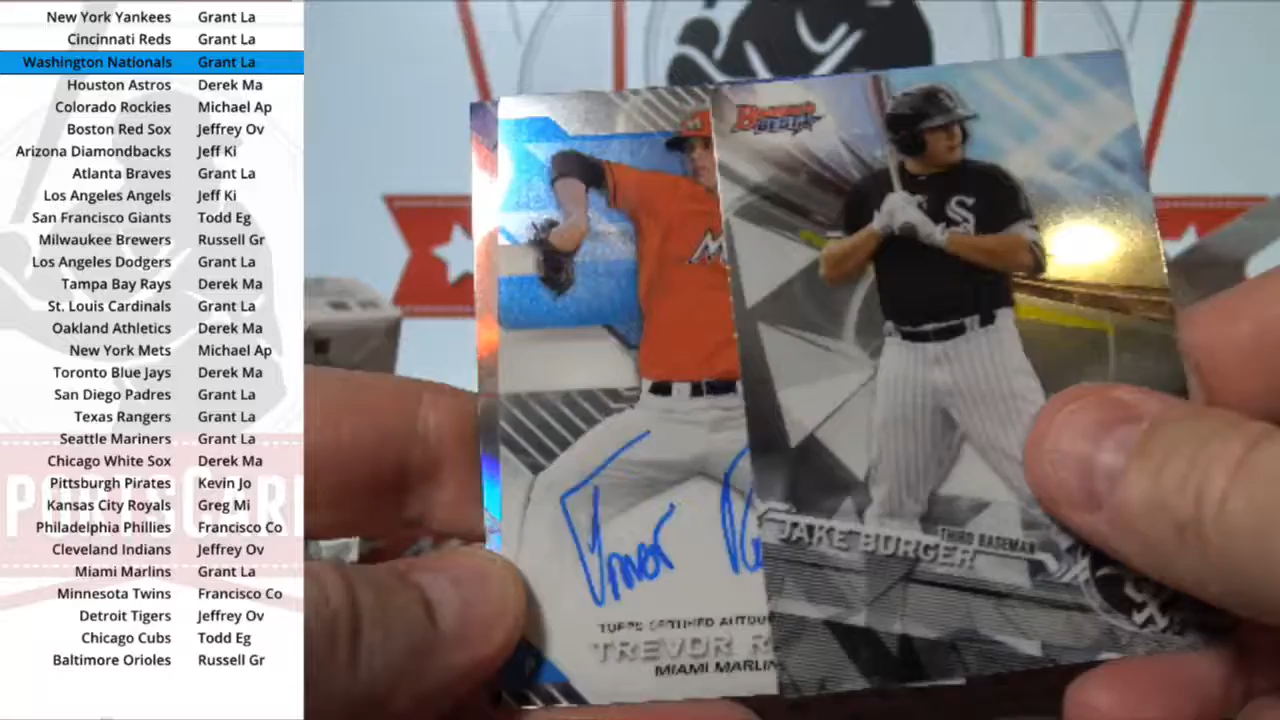 New York Yankees Grant La
Cincinnati Reds Grant La
Washington Nationals Grant La
Houston Astros Derek Ma
Colorado Rockies Michael Ap
Boston Red Sox Jeffrey Ov
Arizona Diamondbacks Jeff Ki
Atlanta Braves Grant La
Los Angeles Angels Jeff Ki
San Francisco Giants Todd Eg
Milwaukee Brewers Russell Gr
Los Angeles Dodgers Grant La
Tampa Bay Rays Derek Ma
St. Louis Cardinals Grant La
Oakland Athletics Derek Ma
New York Mets Michael Ap
Toronto Blue Jays Derek Ma
San Diego Padres Grant La
Texas Rangers Grant La
Seattle Mariners Grant La
Chicago White Sox Derek Ma
Pittsburgh Pirates Kevin Jo
Kansas City Royals Greg Mi
Philadelphia Phillies Francisco Co
Cleveland Indians Jeffrey Ov
Miami Marlins Grant La
Minnesota Twins Francisco Co
Detroit Tigers Jeffrey Ov
Chicago Cubs Todd Eg
Baltimore Orioles Russell Gr
BOWMAN'S BEST
JAKE BURGER
THIRD BASEMAN
Trevor
TOPPS CERTIFIED AUTOG
TREVOR R
MIAMI MARLIN